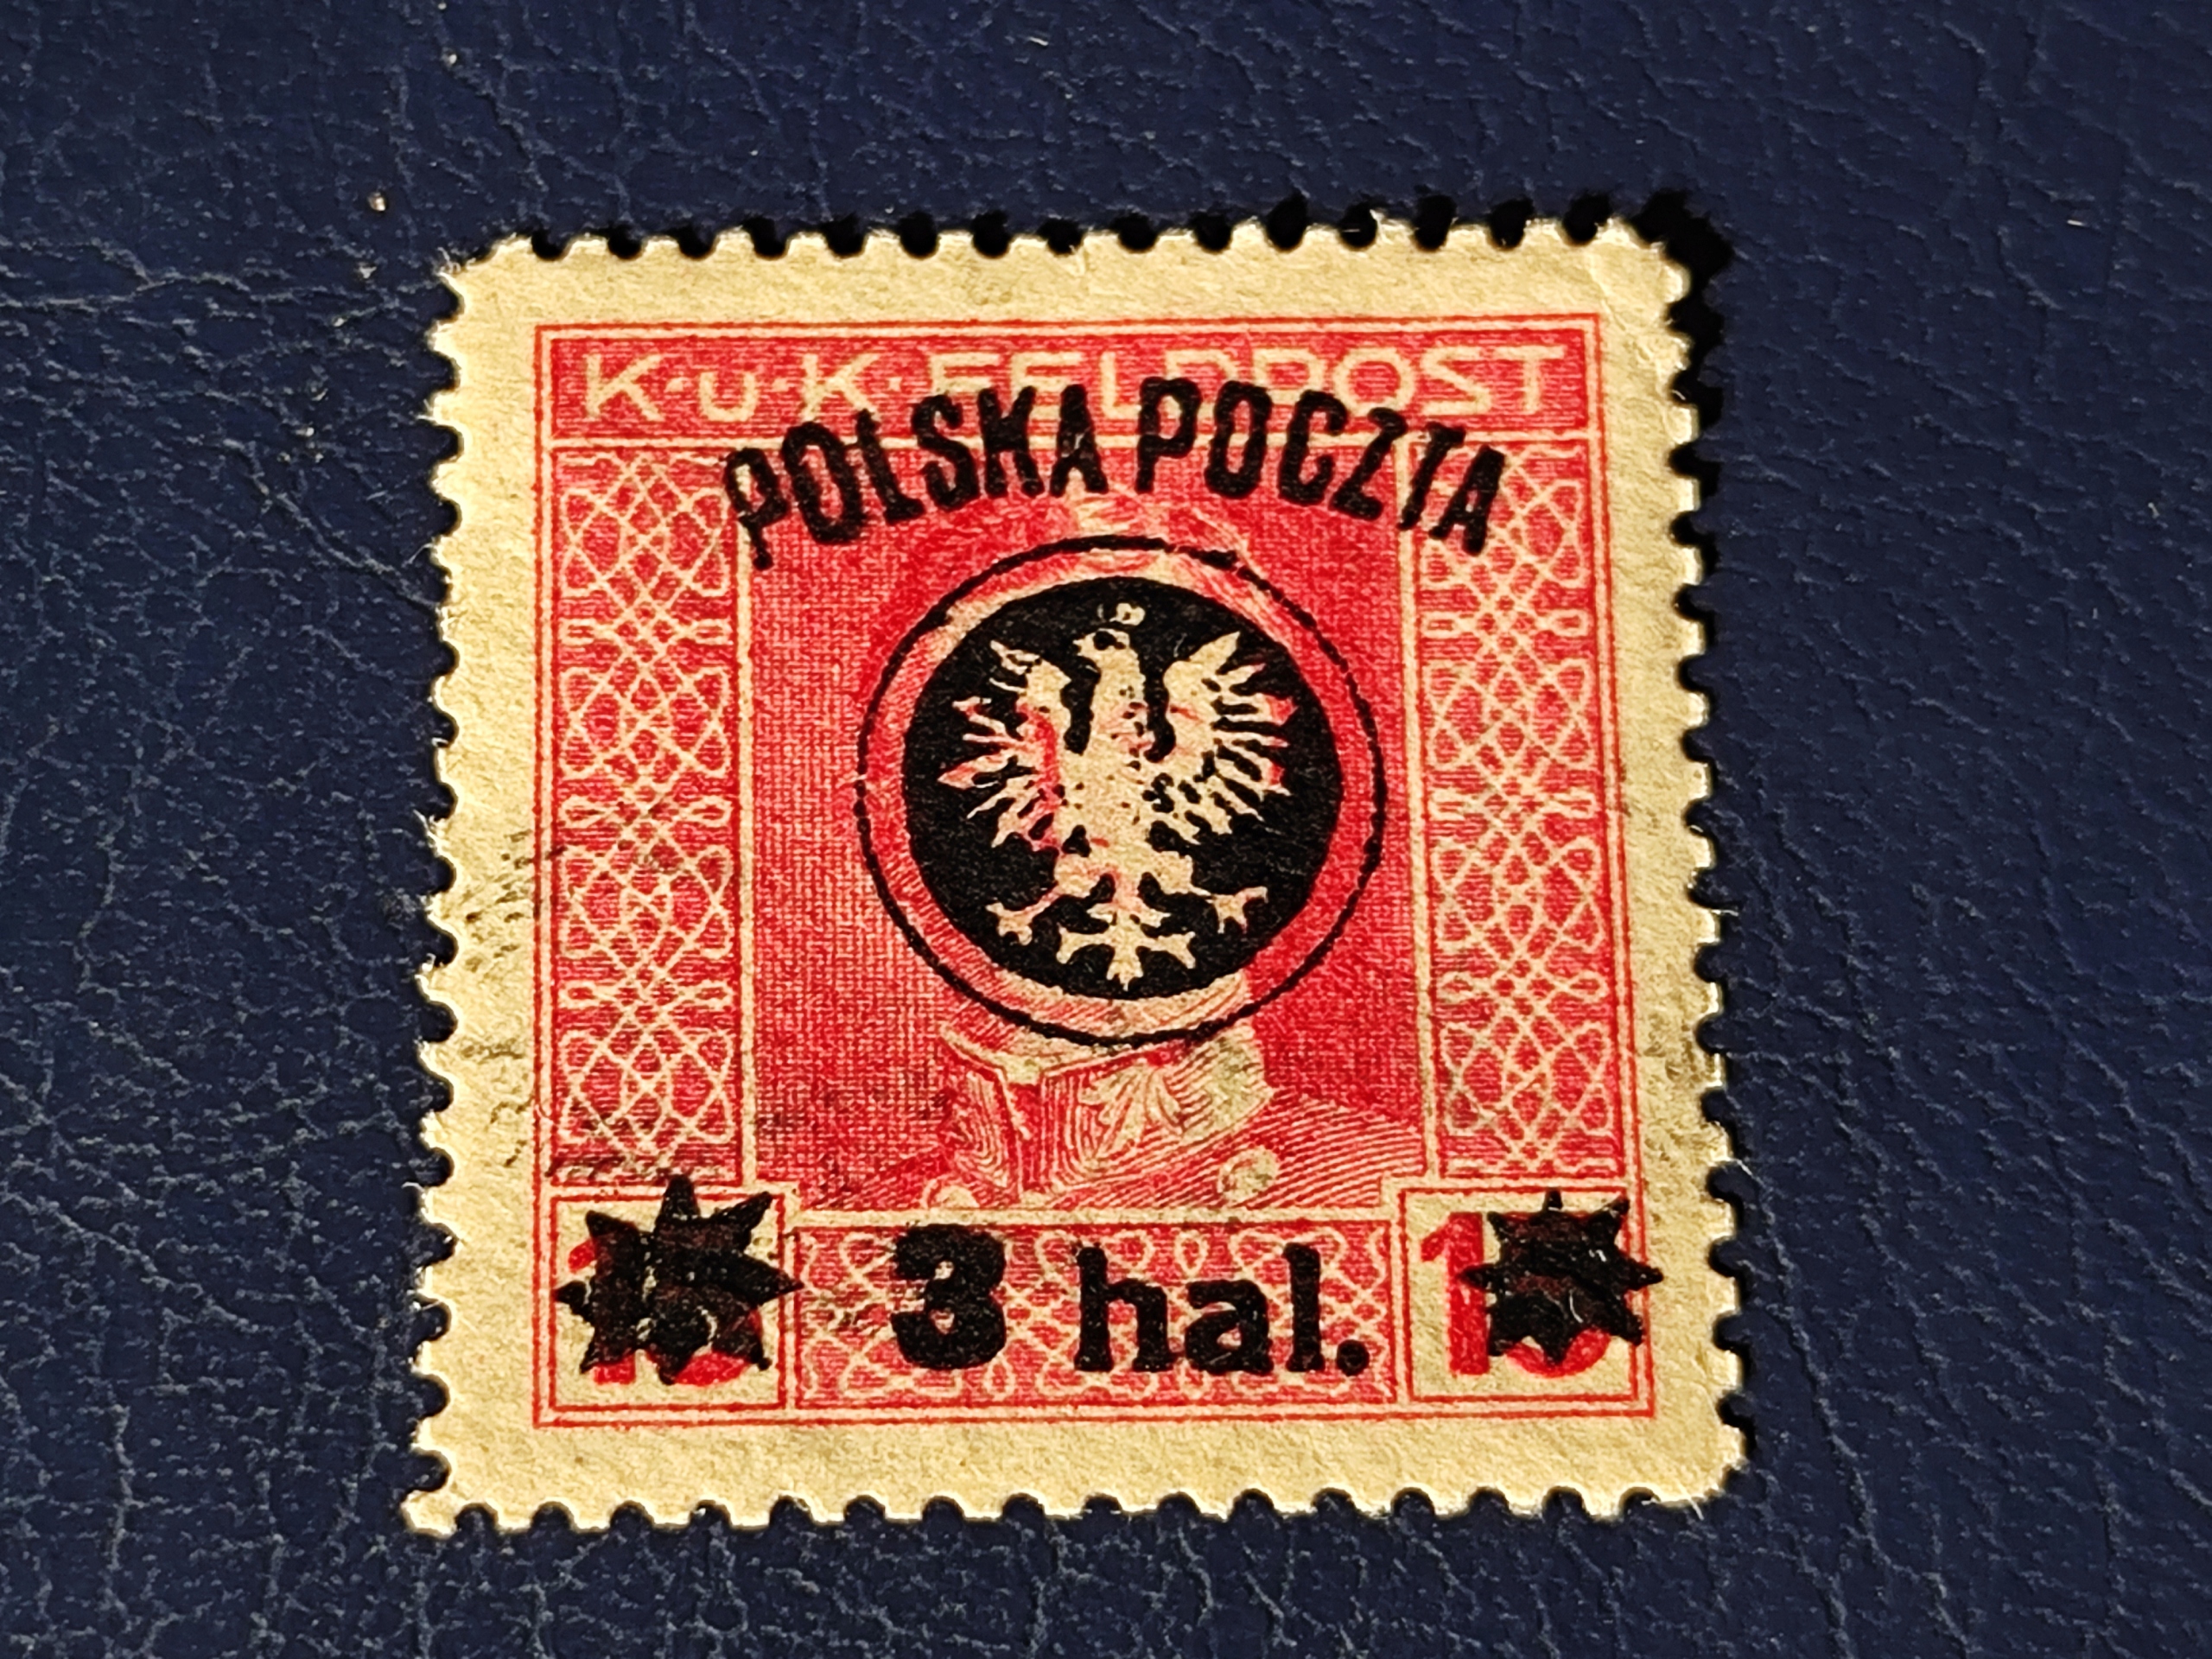 K·u·K·FELDPOST
POLSKA POCZTA
3 hal.